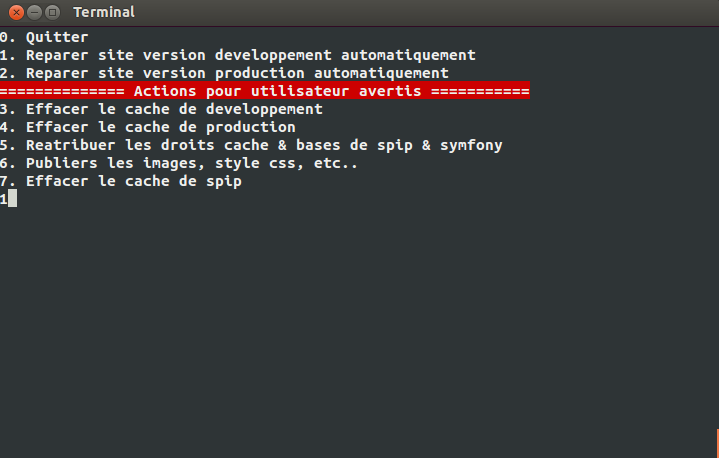 Terminal
0. Quitter
1. Reparer site version developpement automatiquement
2. Reparer site version production automatiquement
============== Actions pour utilisateur avertis ===========
3. Effacer le cache de developpement
4. Effacer le cache de production
5. Reatribuer les droits cache & bases de spip & symfony
6. Publiers les images, style css, etc..
7. Effacer le cache de spip
1